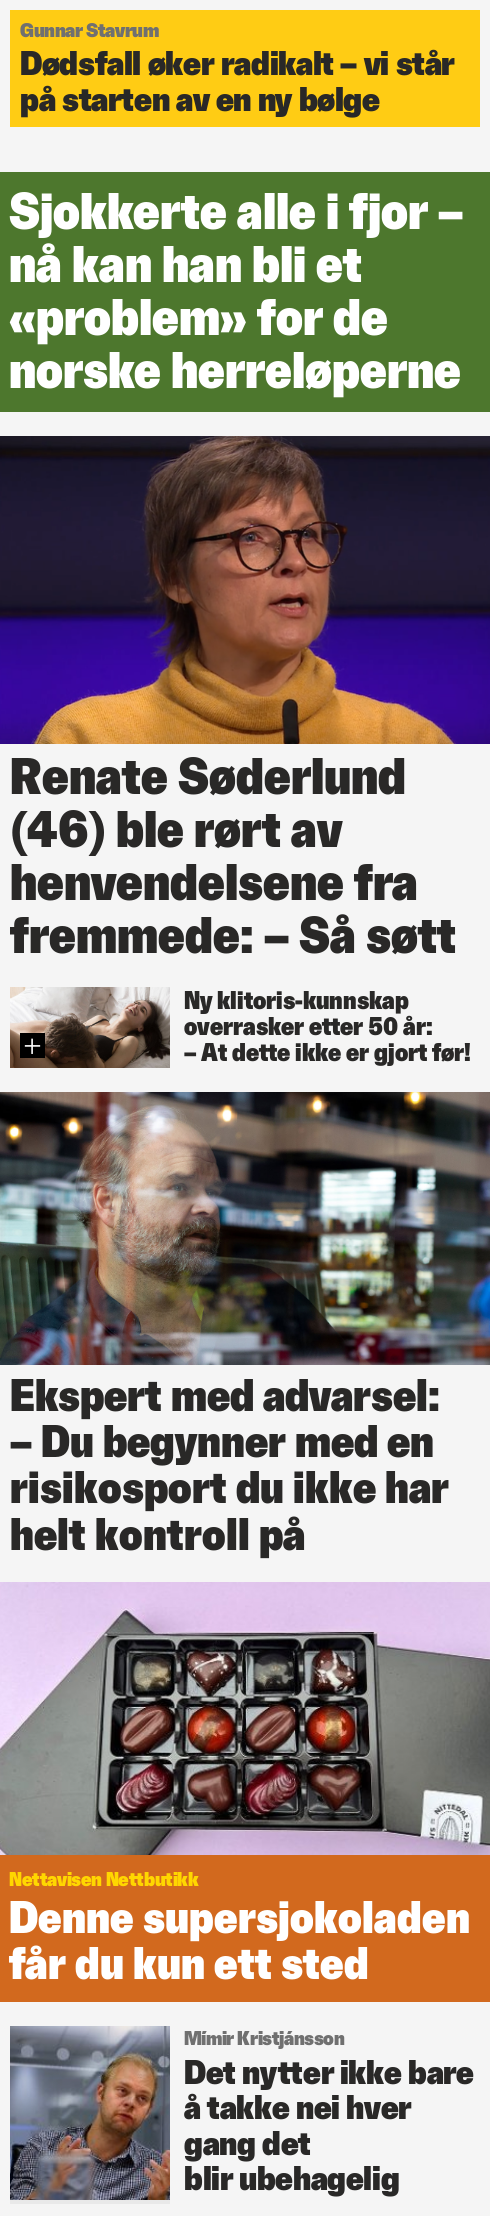 Gunnar Stavrum
Dødsfall øker radikalt – vi står
på starten av en ny bølge
Sjokkerte alle i fjor –
nå kan han bli et
«problem» for de
norske herreløperne
Renate Søderlund
(46) ble rørt av
henvendelsene fra
fremmede: – Så søtt
Ny klitoris-kunnskap
overrasker etter 50 år:
– At dette ikke er gjort før!
Ekspert med advarsel:
– Du begynner med en
risikosport du ikke har
helt kontroll på
NITTEDAL
Nettavisen Nettbutikk
Denne supersjokoladen
får du kun ett sted
Mímir Kristjánsson
Det nytter ikke bare
å takke nei hver
gang det
blir ubehagelig